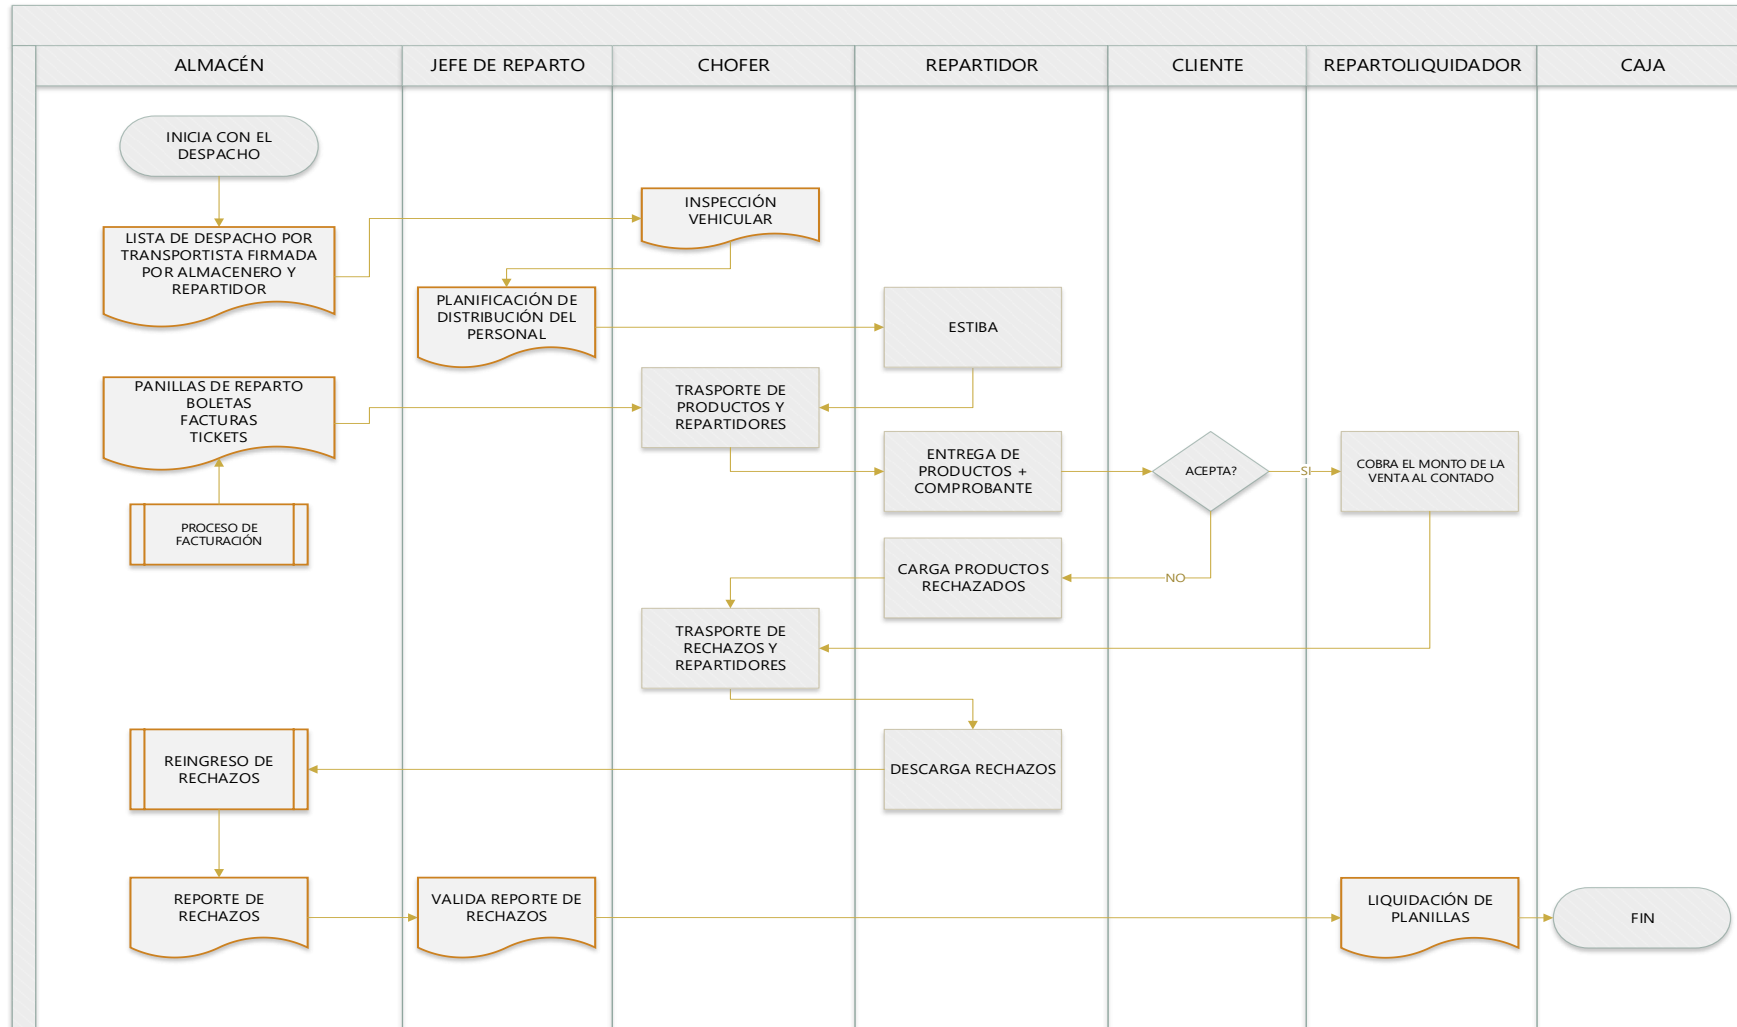 ALMACÉN
JEFE DE REPARTO
CHOFER
REPARTIDOR
CLIENTE
REPARTOLIQUIDADOR
CAJA
INICIA CON EL
DESPACHO
INSPECCIÓN
VEHICULAR
LISTA DE DESPACHO POR
TRANSPORTISTA FIRMADA
POR ALMACENERO Y
REPARTIDOR
PLANIFICACIÓN DE
DISTRIBUCIÓN DEL
PERSONAL
ESTIBA
PANILLAS DE REPARTO
BOLETAS
FACTURAS
TICKETS
TRASPORTE DE
PRODUCTOS Y
REPARTIDORES
ENTREGA DE
PRODUCTOS +
COMPROBANTE
ACEPTA?
SI
COBRA EL MONTO DE LA
VENTA AL CONTADO
PROCESO DE
FACTURACIÓN
CARGA PRODUCTOS
RECHAZADOS
NO
TRASPORTE DE
RECHAZOS Y
REPARTIDORES
REINGRESO DE
RECHAZOS
DESCARGA RECHAZOS
REPORTE DE
RECHAZOS
VALIDA REPORTE DE
RECHAZOS
LIQUIDACIÓN DE
PLANILLAS
FIN